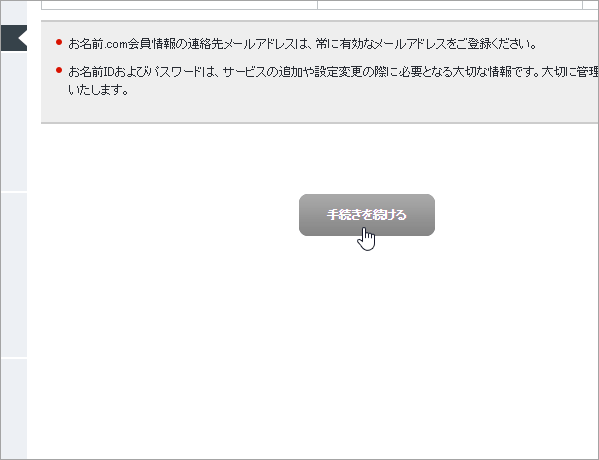 お名前.com会員情報の連絡先メールアドレスは、常に有効なメールアドレスをご登録ください。
お名前IDおよびパスワードは、サービスの追加や設定変更の際に必要となる大切な情報です。大切に管理
いたします。
手続きを続ける